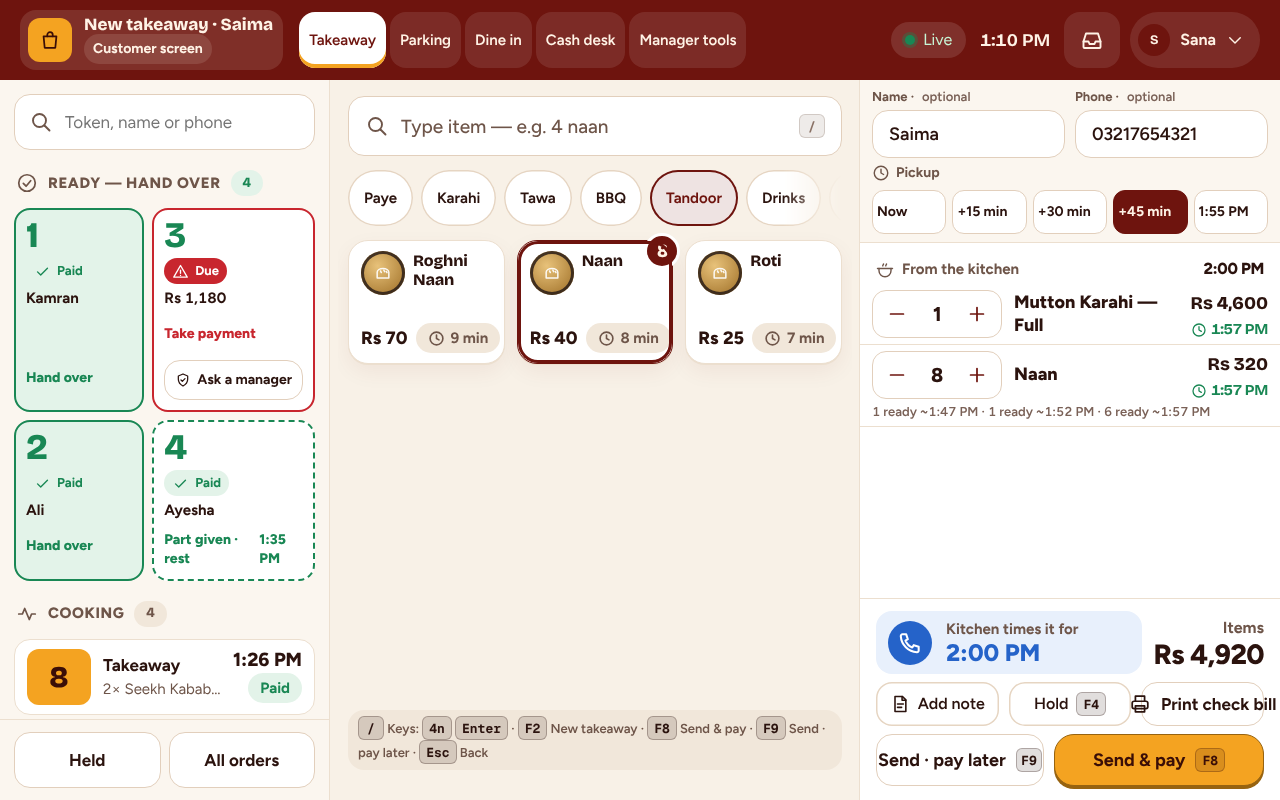 New takeaway · Saima
Customer screen
Takeaway
Parking
Dine in
Cash desk
Manager tools
Live
1:10 PM
S
Sana
Token, name or phone
READY — HAND OVER 4
1
Paid
Kamran
Hand over
3
Due
Rs 1,180
Take payment
Ask a manager
2
Paid
Ali
Hand over
4
Paid
Ayesha
Part given · rest
1:35 PM
COOKING 4
8
Takeaway
1:26 PM
2× Seekh Kabab...
Paid
Held
All orders
Type item — e.g. 4 naan
/
Paye
Karahi
Tawa
BBQ
Tandoor
Drinks
Roghni Naan
Rs 70
9 min
8
Naan
Rs 40
8 min
Roti
Rs 25
7 min
/ Keys: 4n Enter · F2 New takeaway · F8 Send & pay · F9 Send ·
pay later · Esc Back
Name · optional
Phone · optional
Saima
03217654321
Pickup
Now
+15 min
+30 min
+45 min
1:55 PM
From the kitchen
2:00 PM
1
Mutton Karahi — Full
Rs 4,600
1:57 PM
8
Naan
Rs 320
1:57 PM
1 ready ~1:47 PM · 1 ready ~1:52 PM · 6 ready ~1:57 PM
Kitchen times it for
2:00 PM
Items
Rs 4,920
Add note
Hold F4
Print check bill
Send · pay later F9
Send & pay F8